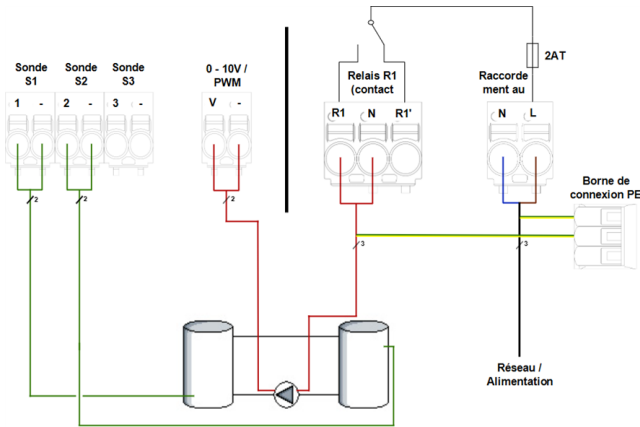 2AT
Sonde
S1
Sonde
S2
Sonde
S3
0 - 10V /
PWM
Relais R1
(contact
Raccorde
ment au
1 - 2 - 3 -
V -
R1 N R1'
N L
Borne de
connexion PE
2
2
2
3
3
Réseau /
Alimentation